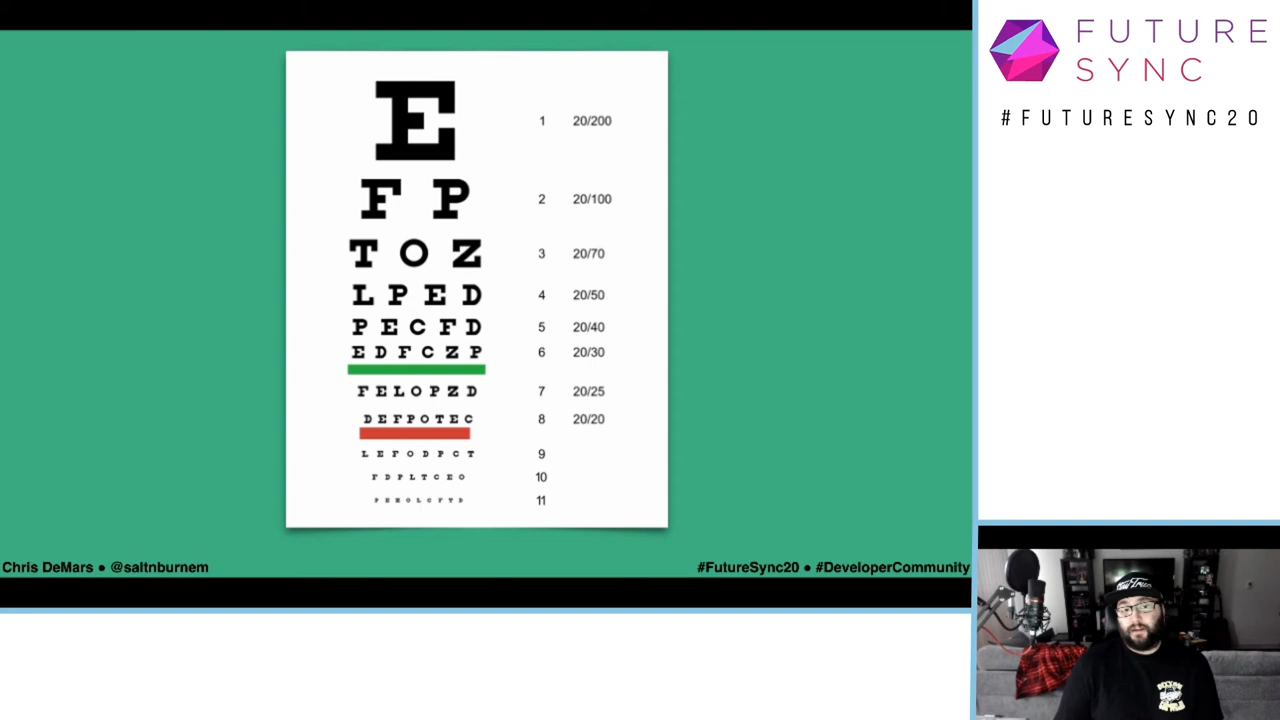 E 1 20/200
F P 2 20/100
T O Z 3 20/70
L P E D 4 20/50
P E C F D 5 20/40
E D F C Z P 6 20/30
F E L O P Z D 7 20/25
D E F P O T E C 8 20/20
L E F O D P C T 9
F D P L T C E O 10
11
Chris DeMars ● @saltnburnem
#FutureSync20 ● #DeveloperCommunity
FUTURE
SYNC
#FUTURESYNC20